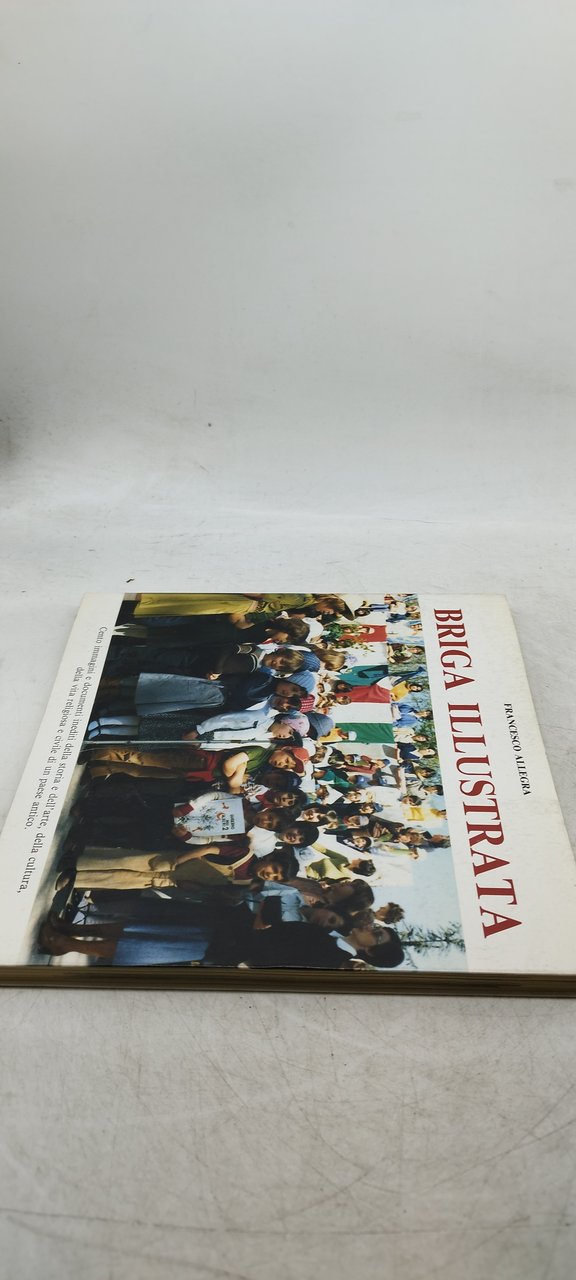 FRANCESCO ALLEGRA
BRIGA ILLUSTRATA
Cento immagini e documenti inediti della storia e dell'arte, della cultura,
della vita religiosa e civile di un paese antico.